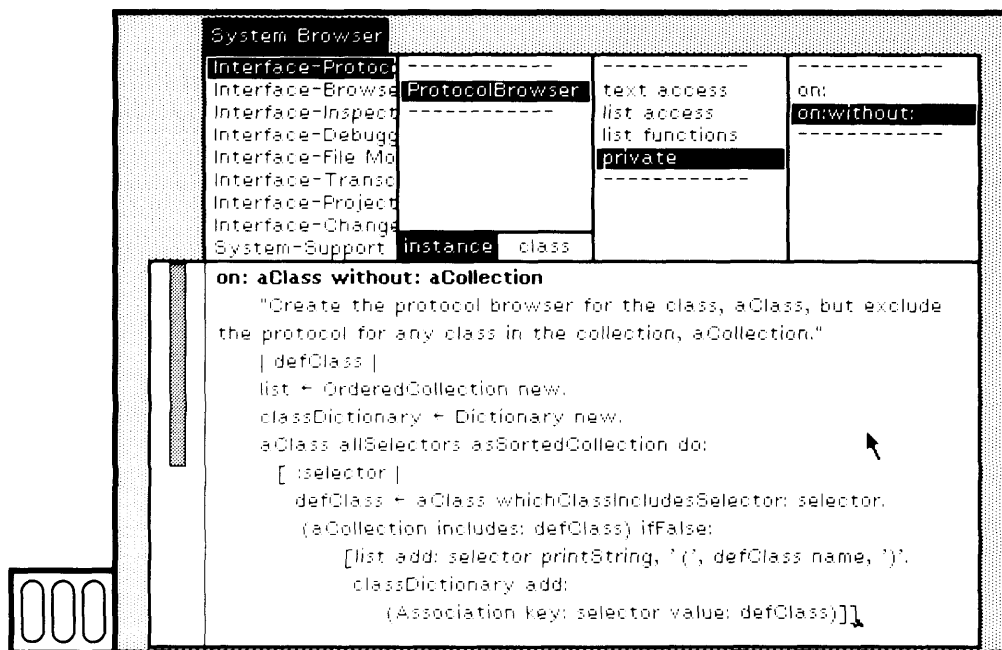 System Browser
Interface-Protoc
Interface-Browse
Interface-Inspect
Interface-Debugg
Interface-File Mo
Interface-Transc
Interface-Project
Interface-Change
System-Support
------------
ProtocolBrowser
------------
instance class
------------
text access
list access
list functions
private
------------
------------
on:
on:without:
------------
on: aClass without: aCollection
"Create the protocol browser for the class, aClass, but exclude
the protocol for any class in the collection, aCollection."
| defClass |
list ← OrderedCollection new.
classDictionary ← Dictionary new.
aClass allSelectors asSortedCollection do:
[ :selector |
defClass ← aClass whichClassIncludesSelector: selector.
(aCollection includes: defClass) ifFalse:
[list add: selector printString, ' (', defClass name, ')'.
classDictionary add:
(Association key: selector value: defClass)]]